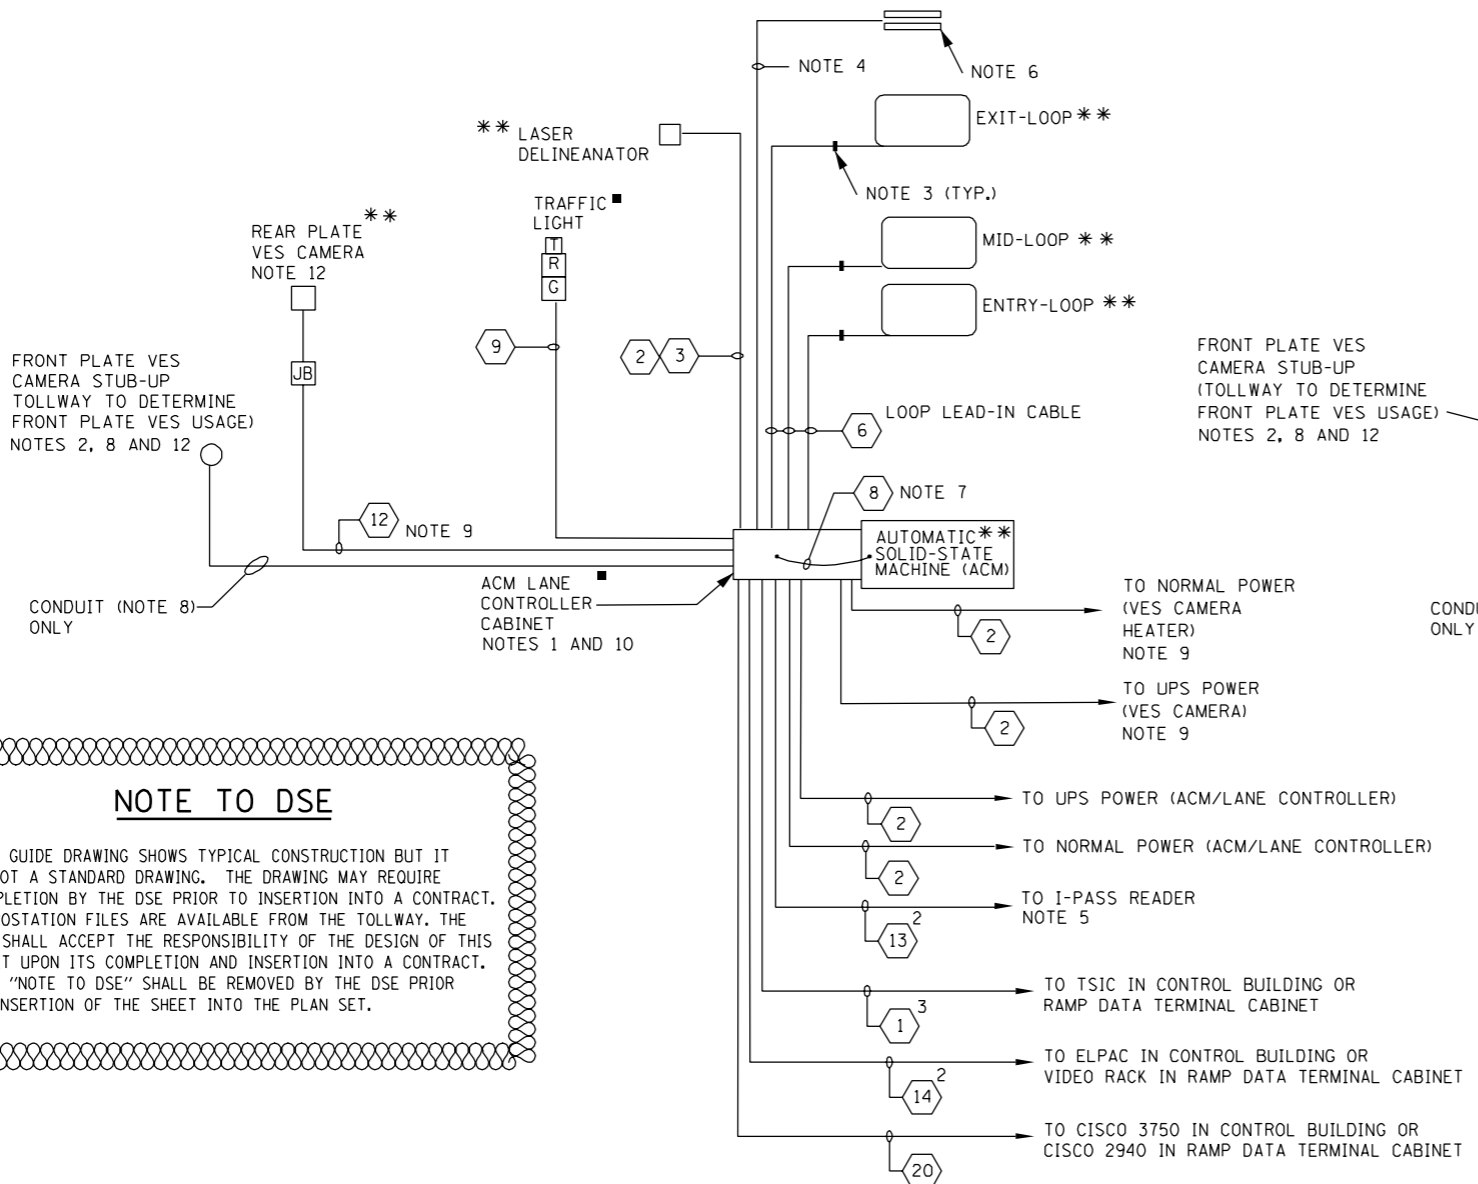 NOTE 4
NOTE 6
EXIT-LOOP **
** LASER
DELINEANATOR
NOTE 3 (TYP.)
TRAFFIC ■
LIGHT
T
R
G
REAR PLATE **
VES CAMERA
NOTE 12
MID-LOOP **
ENTRY-LOOP **
9
2
3
JB
FRONT PLATE VES
CAMERA STUB-UP
TOLLWAY TO DETERMINE
FRONT PLATE VES USAGE)
NOTES 2, 8 AND 12
FRONT PLATE VES
CAMERA STUB-UP
(TOLLWAY TO DETERMINE
FRONT PLATE VES USAGE)
NOTES 2, 8 AND 12
6
LOOP LEAD-IN CABLE
8 NOTE 7
12 NOTE 9
AUTOMATIC **
SOLID-STATE
MACHINE (ACM)
ACM LANE ■
CONTROLLER
CABINET
NOTES 1 AND 10
CONDUIT (NOTE 8)
ONLY
TO NORMAL POWER
(VES CAMERA
HEATER)
NOTE 9
2
CONDU
ONLY
TO UPS POWER
(VES CAMERA)
NOTE 9
2
TO UPS POWER (ACM/LANE CONTROLLER)
2
TO NORMAL POWER (ACM/LANE CONTROLLER)
2
TO I-PASS READER
NOTE 5
13 2
TO TSIC IN CONTROL BUILDING OR
RAMP DATA TERMINAL CABINET
1 3
TO ELPAC IN CONTROL BUILDING OR
VIDEO RACK IN RAMP DATA TERMINAL CABINET
14 2
TO CISCO 3750 IN CONTROL BUILDING OR
CISCO 2940 IN RAMP DATA TERMINAL CABINET
20
NOTE TO DSE
GUIDE DRAWING SHOWS TYPICAL CONSTRUCTION BUT IT
OT A STANDARD DRAWING. THE DRAWING MAY REQUIRE
PLETION BY THE DSE PRIOR TO INSERTION INTO A CONTRACT.
OSTATION FILES ARE AVAILABLE FROM THE TOLLWAY. THE
SHALL ACCEPT THE RESPONSIBILITY OF THE DESIGN OF THIS
T UPON ITS COMPLETION AND INSERTION INTO A CONTRACT.
"NOTE TO DSE" SHALL BE REMOVED BY THE DSE PRIOR
NSERTION OF THE SHEET INTO THE PLAN SET.